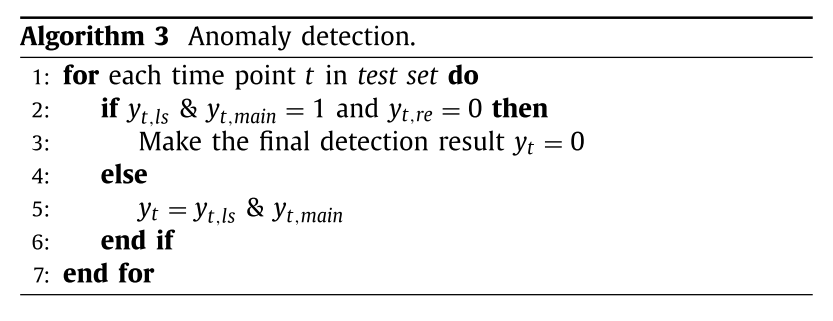 Algorithm 3 Anomaly detection.
1: for each time point t in test set do
2: if y_{t,ls} & y_{t,main} = 1 and y_{t,re} = 0 then
3: Make the final detection result y_t = 0
4: else
5: y_t = y_{t,ls} & y_{t,main}
6: end if
7: end for